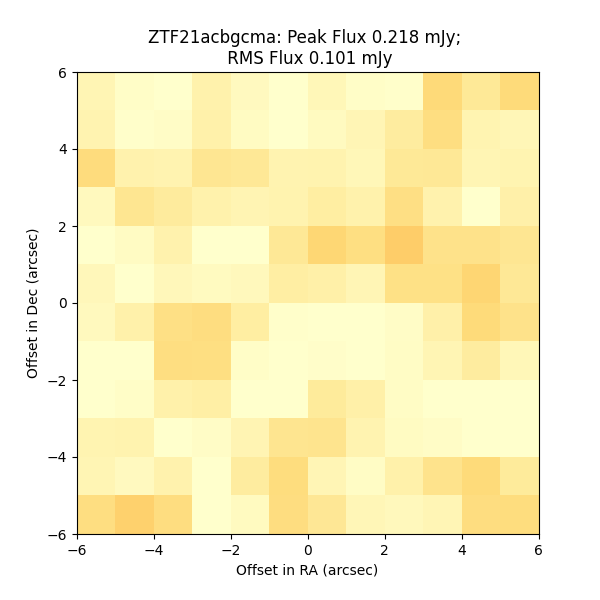 ZTF21acbgcma: Peak Flux 0.218 mJy;
RMS Flux 0.101 mJy
6
4
2
0
−2
−4
−6
Offset in Dec (arcsec)
−6 −4 −2 0 2 4 6
Offset in RA (arcsec)